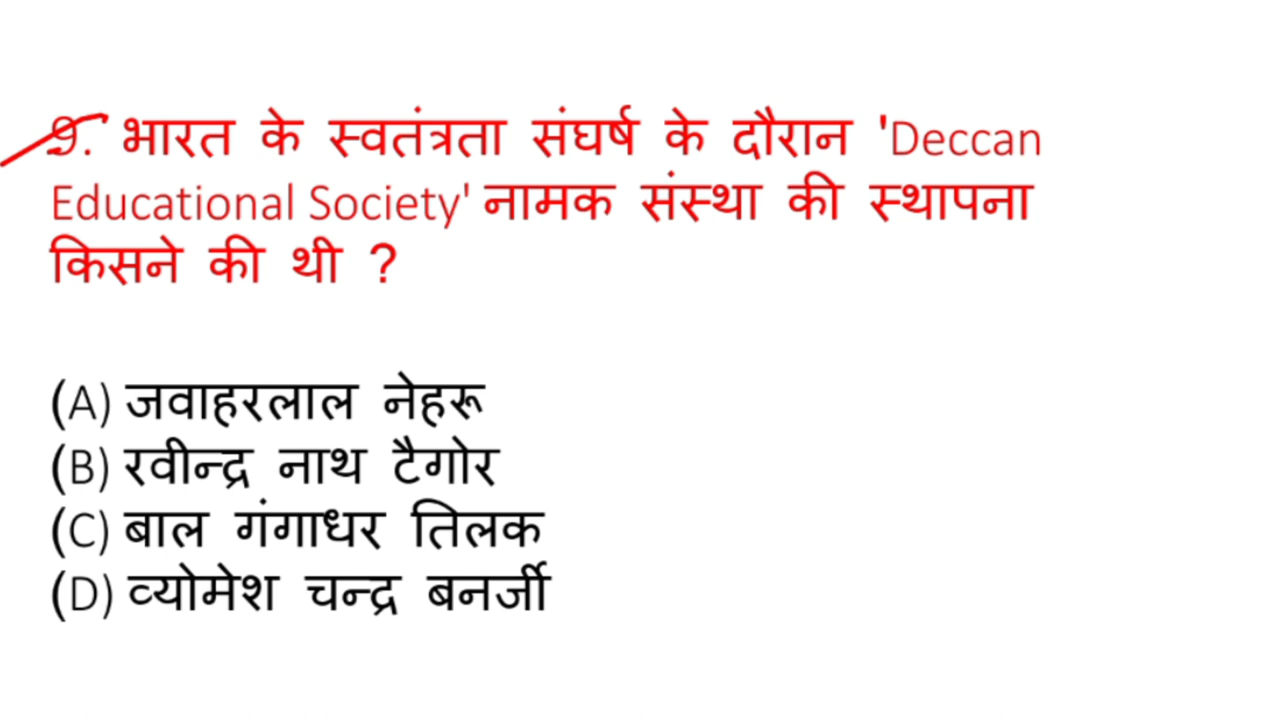 9. भारत के स्वतंत्रता संघर्ष के दौरान 'Deccan
Educational Society' नामक संस्था की स्थापना
किसने की थी ?
(A) जवाहरलाल नेहरू
(B) रवीन्द्र नाथ टैगोर
(C) बाल गंगाधर तिलक
(D) व्योमेश चन्द्र बनर्जी